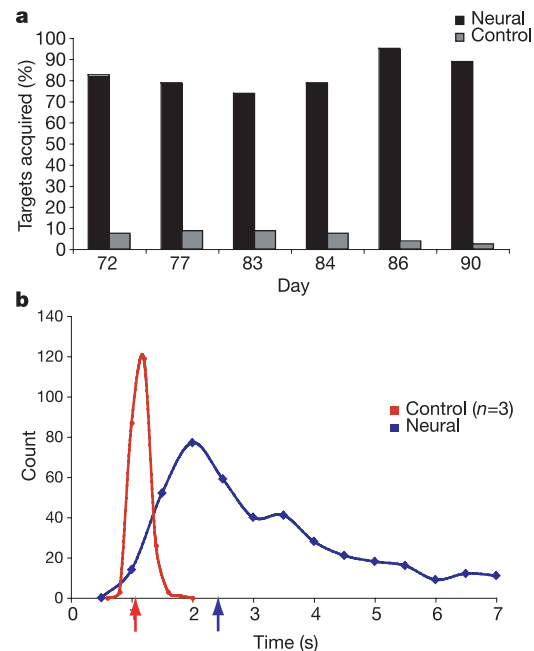 a
Neural
Control
Targets acquired (%)
100
90
80
70
60
50
40
30
20
10
0
72 77 83 84 86 90
Day
b
140
120
100
80
60
40
20
0
Count
Control (n=3)
Neural
0 1 2 3 4 5 6 7
Time (s)